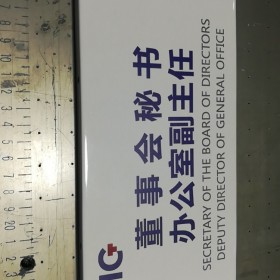 董事会秘书
办公室副主任
SECRETARY OF THE BOARD OF DIRECTORS
DEPUTY DIRECTOR OF GENERAL OFFICE